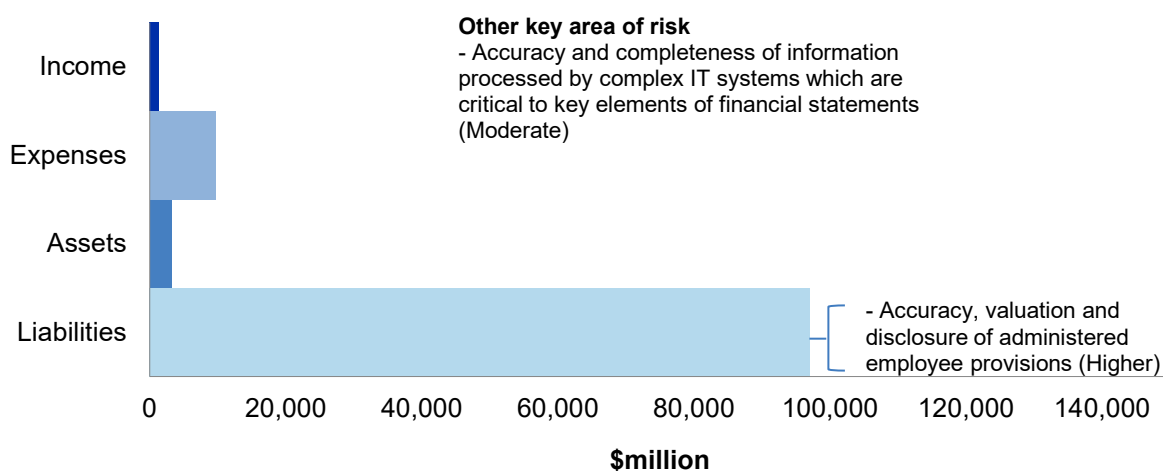 Other key area of risk
- Accuracy and completeness of information
processed by complex IT systems which are
critical to key elements of financial statements
(Moderate)
Income
Expenses
Assets
Liabilities
- Accuracy, valuation and
disclosure of administered
employee provisions (Higher)
0 20,000 40,000 60,000 80,000 100,000 120,000 140,000
$million